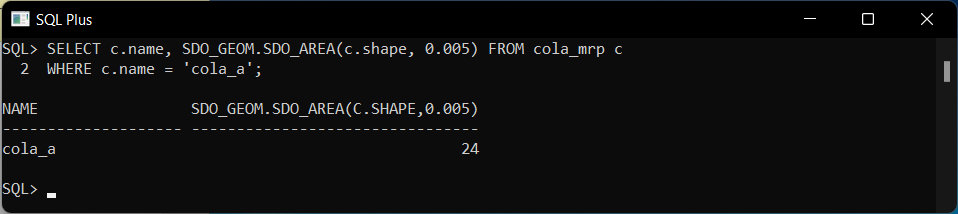 SQL Plus
SQL> SELECT c.name, SDO_GEOM.SDO_AREA(c.shape, 0.005) FROM cola_mrp c
  2  WHERE c.name = 'cola_a';
NAME                 SDO_GEOM.SDO_AREA(C.SHAPE,0.005)
-------------------- --------------------------------
cola_a                                             24
SQL>